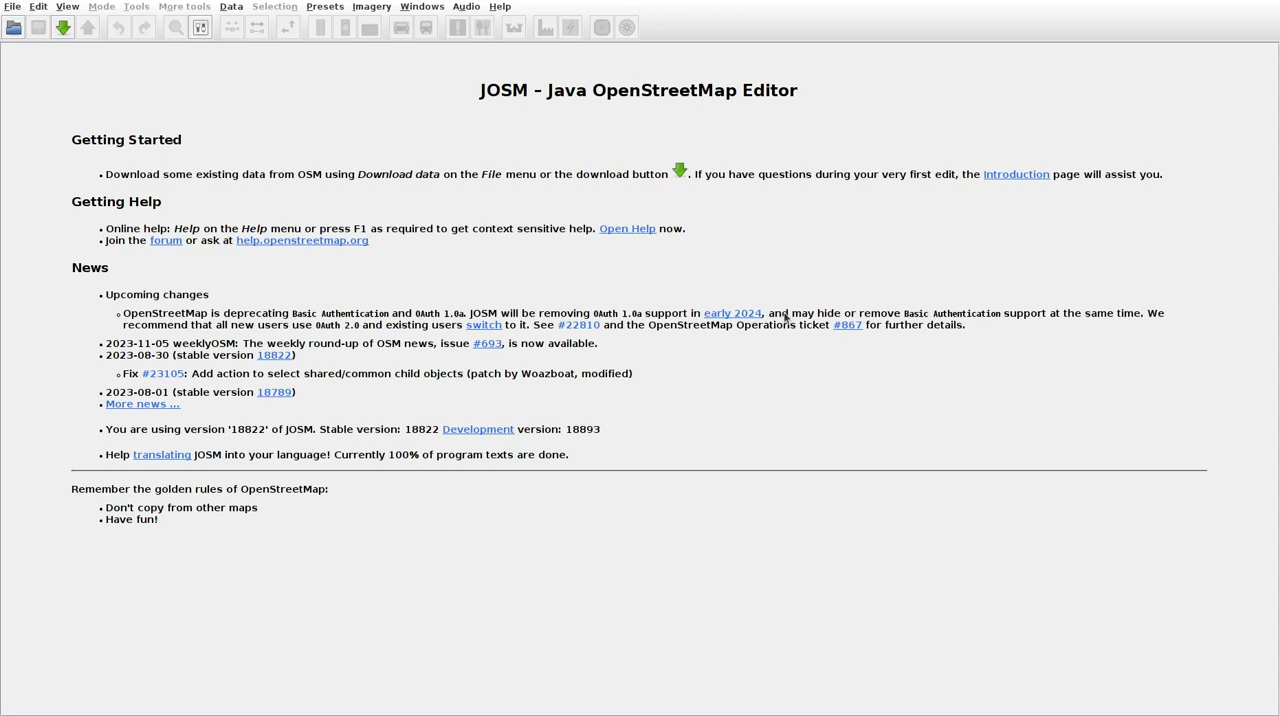 File Edit View Mode Tools More tools Data Selection Presets Imagery Windows Audio Help
JOSM – Java OpenStreetMap Editor
Getting Started
• Download some existing data from OSM using Download data on the File menu or the download button . If you have questions during your very first edit, the Introduction page will assist you.
Getting Help
• Online help: Help on the Help menu or press F1 as required to get context sensitive help. Open Help now.
• Join the forum or ask at help.openstreetmap.org
News
• Upcoming changes
◦ OpenStreetMap is deprecating Basic Authentication and OAuth 1.0a. JOSM will be removing OAuth 1.0a support in early 2024, and may hide or remove Basic Authentication support at the same time. We
recommend that all new users use OAuth 2.0 and existing users switch to it. See #22810 and the OpenStreetMap Operations ticket #867 for further details.
• 2023-11-05 weeklyOSM: The weekly round-up of OSM news, issue #693, is now available.
• 2023-08-30 (stable version 18822)
◦ Fix #23105: Add action to select shared/common child objects (patch by Woazboat, modified)
• 2023-08-01 (stable version 18789)
• More news ...
• You are using version '18822' of JOSM. Stable version: 18822 Development version: 18893
• Help translating JOSM into your language! Currently 100% of program texts are done.
Remember the golden rules of OpenStreetMap:
• Don't copy from other maps
• Have fun!